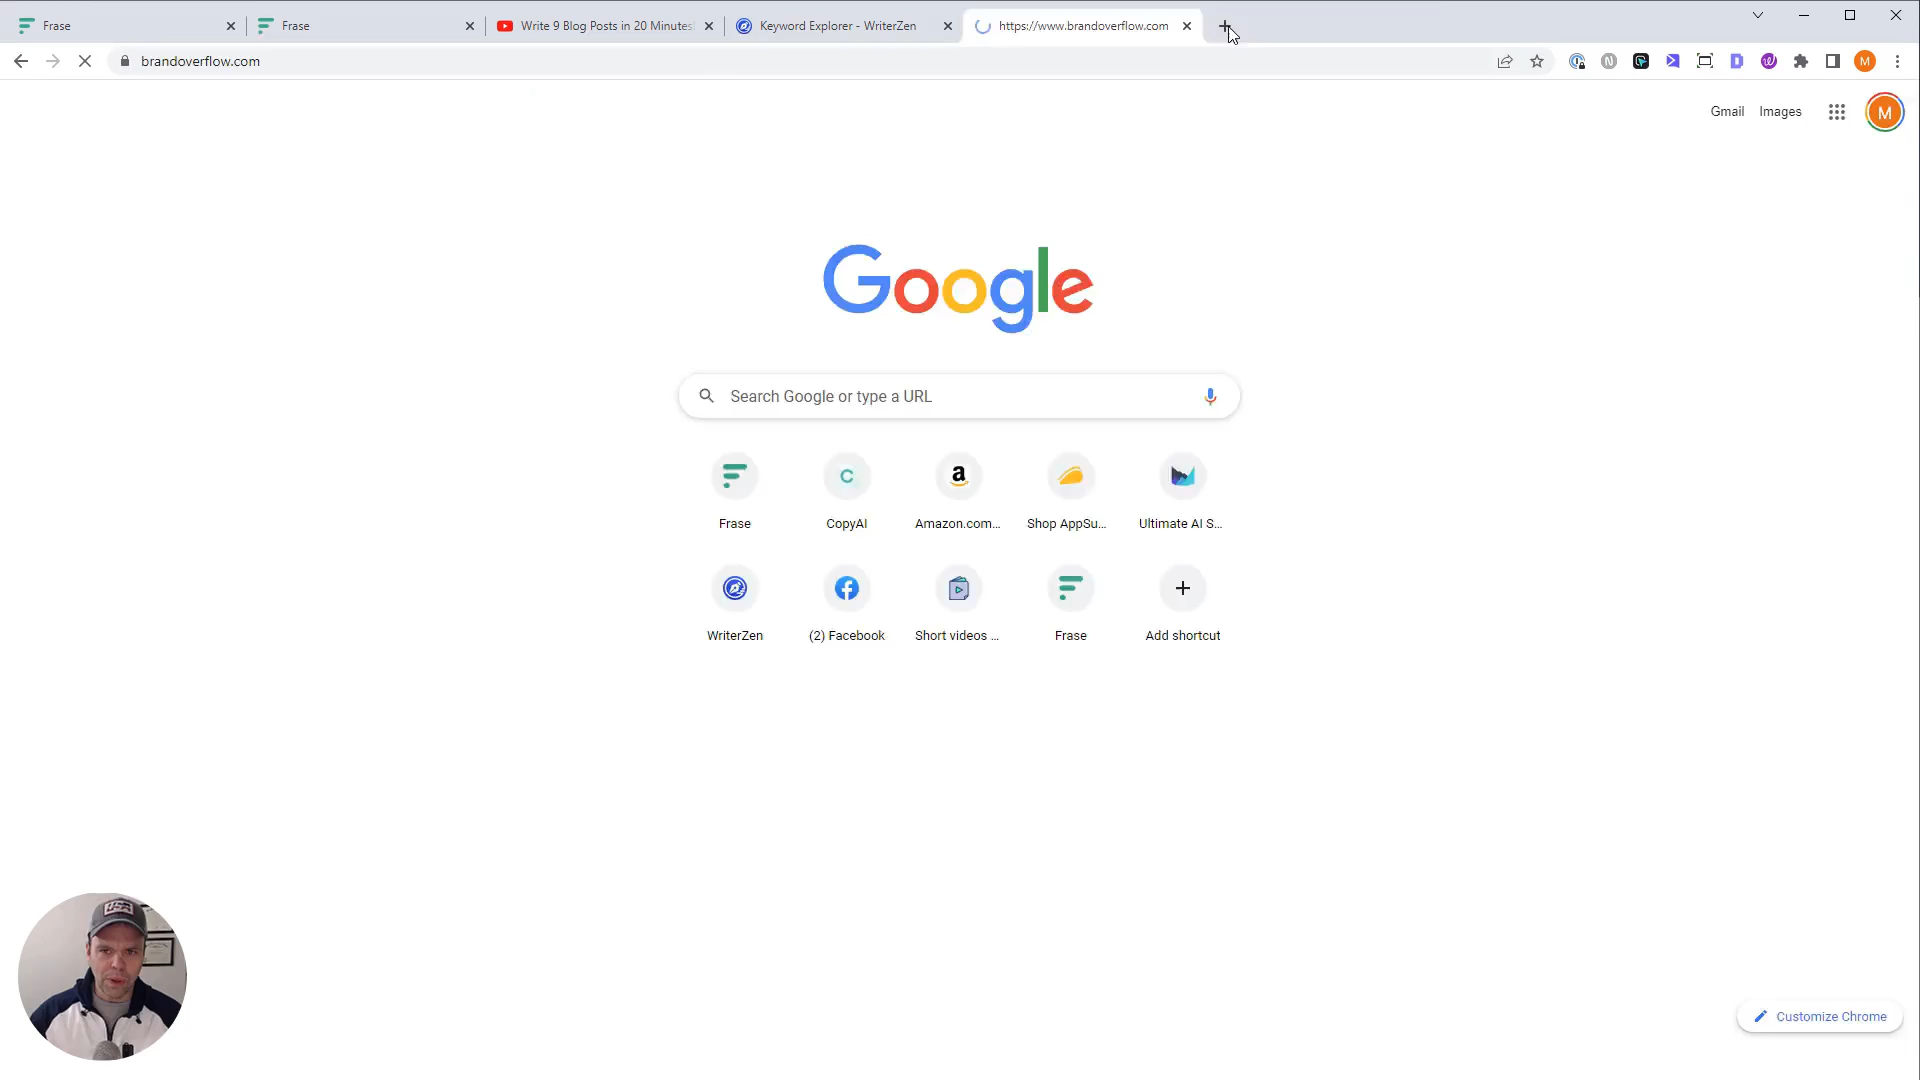 Frase
Frase
Write 9 Blog Posts in 20 Minutes
Keyword Explorer - WriterZen
https://www.brandoverflow.com
brandoverflow.com
M
Gmail
Images
M
Google
Search Google or type a URL
Frase
CopyAI
Amazon.com...
Shop AppSu...
Ultimate AI S...
WriterZen
(2) Facebook
Short videos ...
Frase
Add shortcut
USA
Customize Chrome